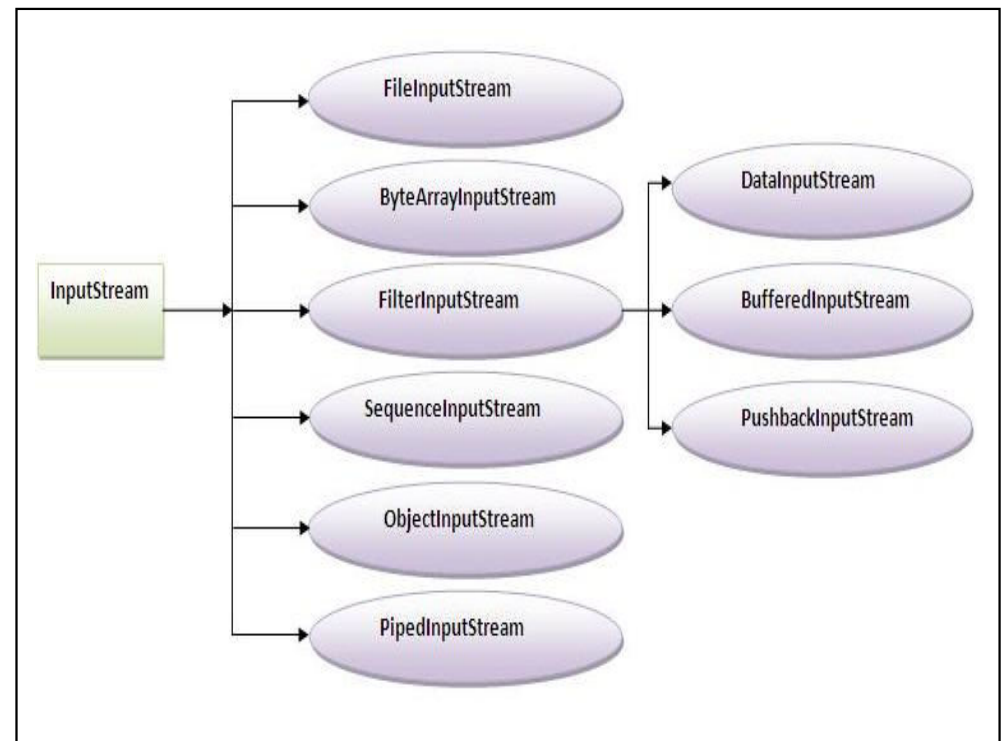 InputStream
FileInputStream
ByteArrayInputStream
FilterInputStream
SequenceInputStream
ObjectInputStream
PipedInputStream
DataInputStream
BufferedInputStream
PushbackInputStream